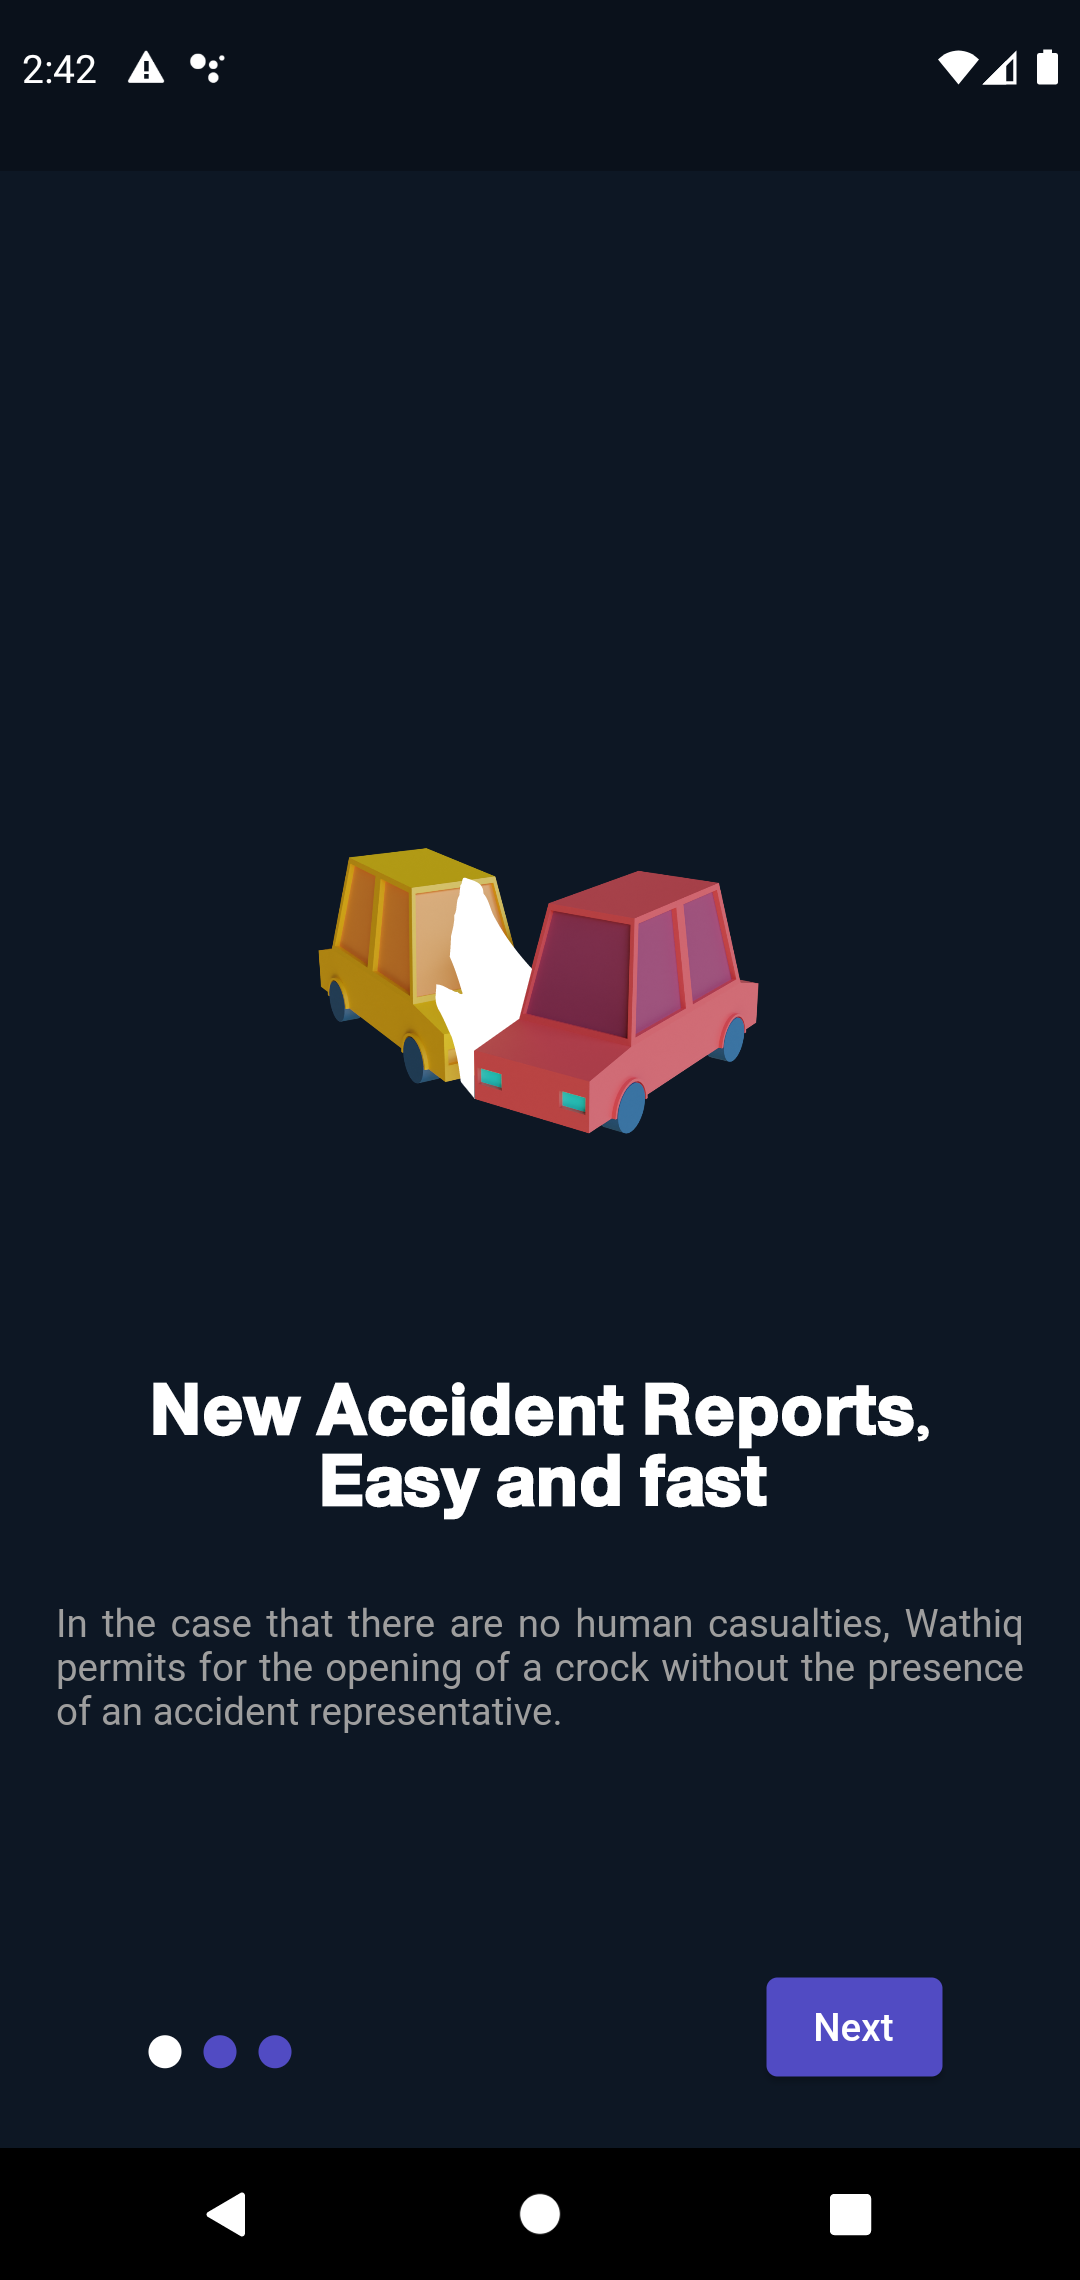 2:42
New Accident Reports,
Easy and fast
In the case that there are no human casualties, Wathiq
permits for the opening of a crock without the presence
of an accident representative.
Next